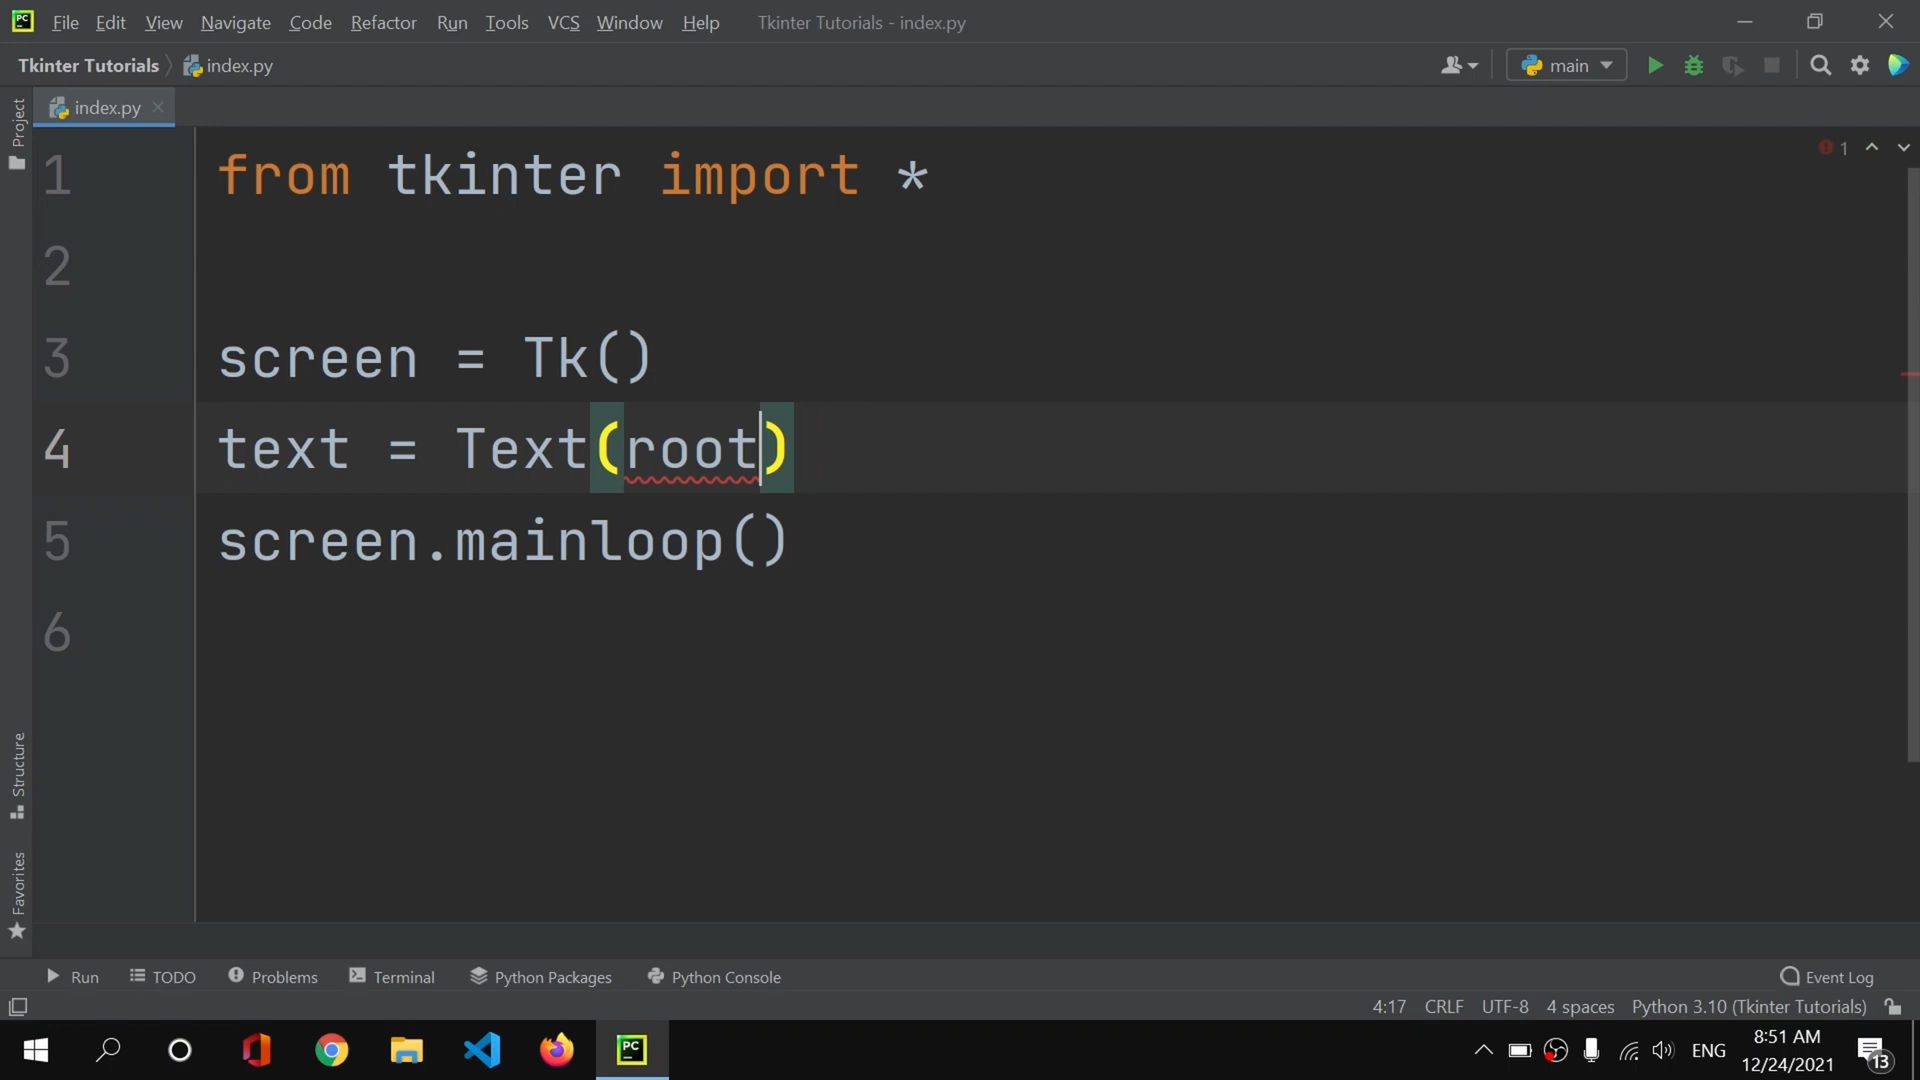 PC File Edit View Navigate Code Refactor Run Tools VCS Window Help Tkinter Tutorials - index.py
Tkinter Tutorials index.py main
index.py
Project
1 from tkinter import *
1
2
3 screen = Tk()
4 text = Text(root)
5 screen.mainloop()
6
Structure
Favorites
Run TODO Problems Terminal Python Packages Python Console Event Log
4:17 CRLF UTF-8 4 spaces Python 3.10 (Tkinter Tutorials)
PC ENG 8:51 AM 13
12/24/2021